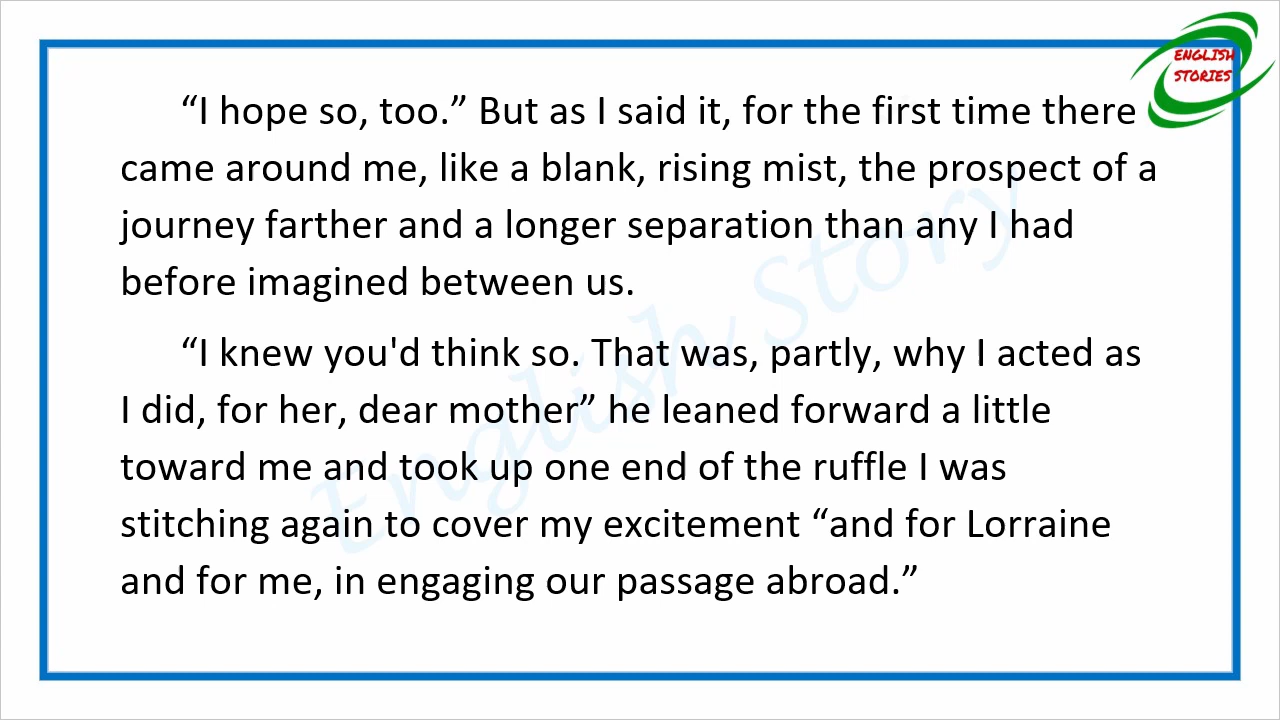 ENGLISH
STORIES
“I hope so, too.” But as I said it, for the first time there
came around me, like a blank, rising mist, the prospect of a
journey farther and a longer separation than any I had
before imagined between us.
“I knew you'd think so. That was, partly, why I acted as
I did, for her, dear mother” he leaned forward a little
toward me and took up one end of the ruffle I was
stitching again to cover my excitement “and for Lorraine
and for me, in engaging our passage abroad.”
English Story